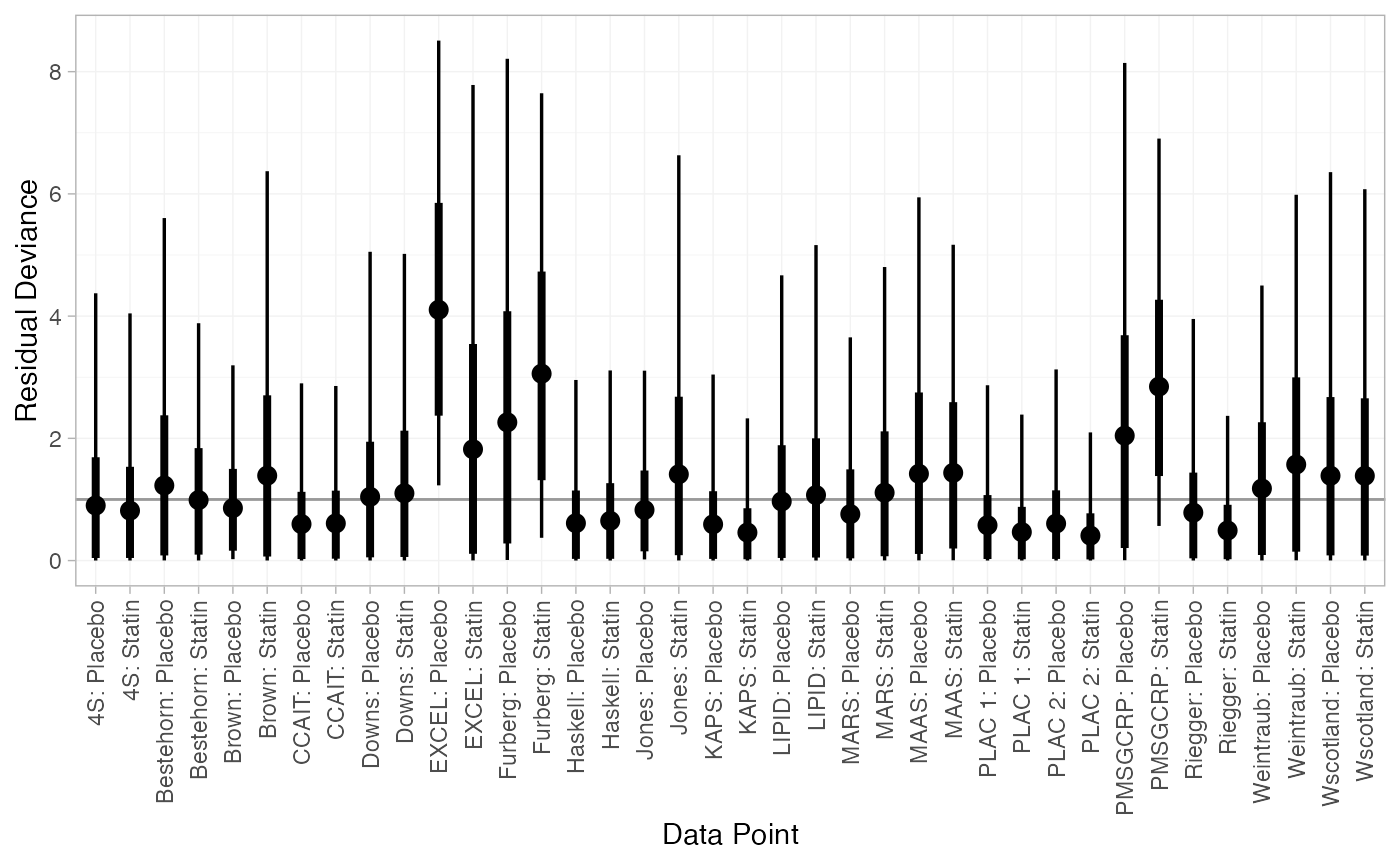 Residual Deviance
8
6
4
2
0
4S: Placebo
4S: Statin
Bestehorn: Placebo
Bestehorn: Statin
Brown: Placebo
Brown: Statin
CCAIT: Placebo
CCAIT: Statin
Downs: Placebo
Downs: Statin
EXCEL: Placebo
EXCEL: Statin
Furberg: Placebo
Furberg: Statin
Haskell: Placebo
Haskell: Statin
Jones: Placebo
Jones: Statin
KAPS: Placebo
KAPS: Statin
LIPID: Placebo
LIPID: Statin
MARS: Placebo
MARS: Statin
MAAS: Placebo
MAAS: Statin
PLAC 1: Placebo
PLAC 1: Statin
PLAC 2: Placebo
PLAC 2: Statin
PMSGCRP: Placebo
PMSGCRP: Statin
Riegger: Placebo
Riegger: Statin
Weintraub: Placebo
Weintraub: Statin
Wscotland: Placebo
Wscotland: Statin
Data Point